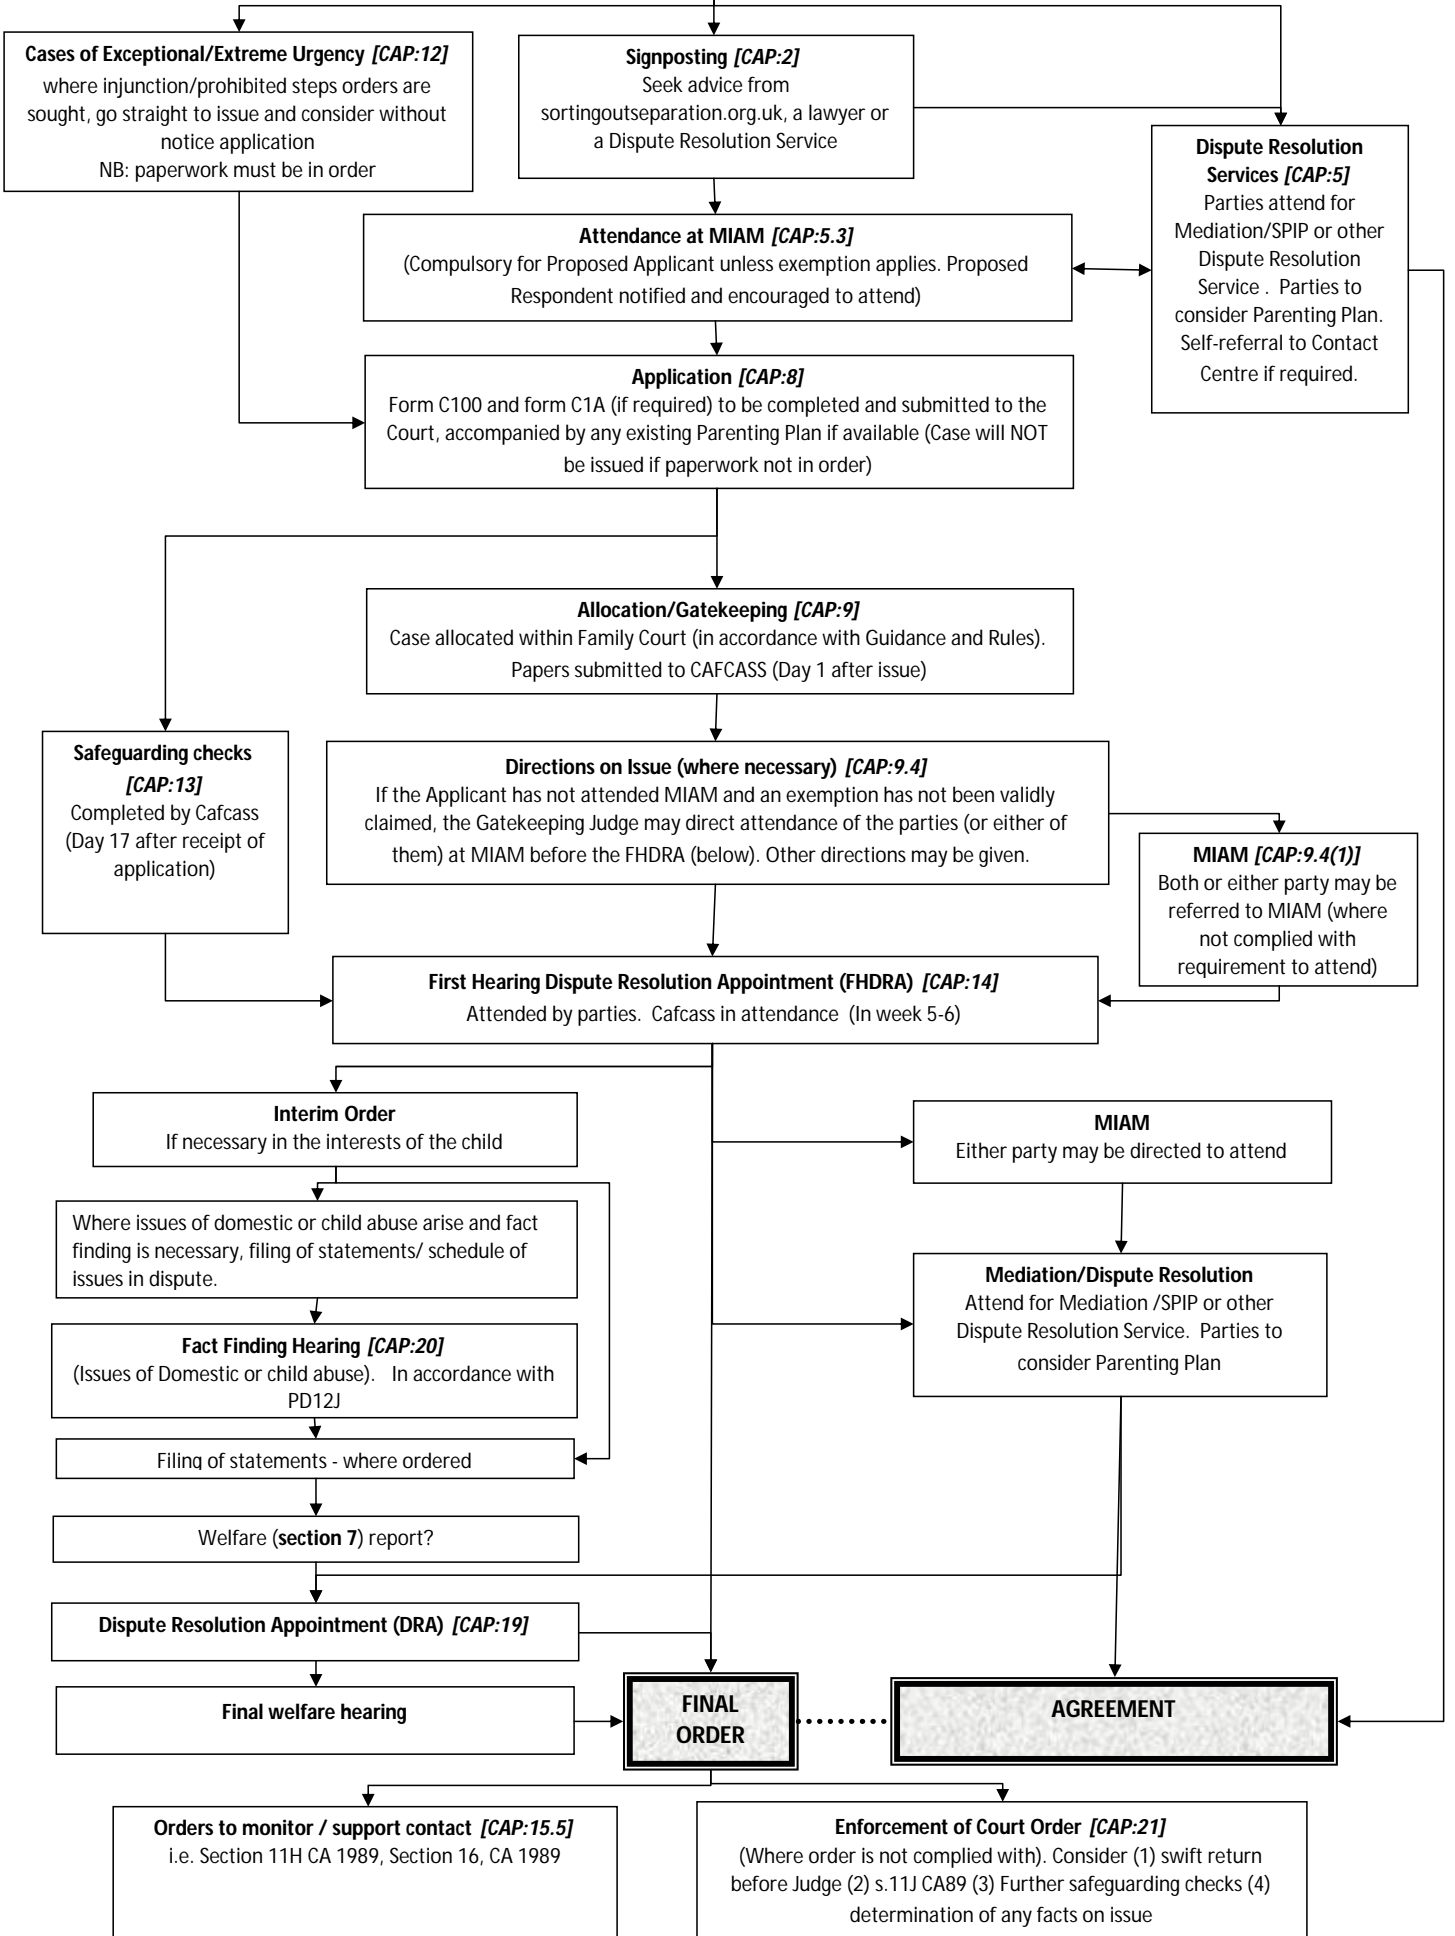 Cases of Exceptional/Extreme Urgency [CAP:12]
where injunction/prohibited steps orders are
sought, go straight to issue and consider without
notice application
NB: paperwork must be in order
Signposting [CAP:2]
Seek advice from
sortingoutseparation.org.uk, a lawyer or
a Dispute Resolution Service
Dispute Resolution
Services [CAP:5]
Parties attend for
Mediation/SPIP or other
Dispute Resolution
Service . Parties to
consider Parenting Plan.
Self-referral to Contact
Centre if required.
Attendance at MIAM [CAP:5.3]
(Compulsory for Proposed Applicant unless exemption applies. Proposed
Respondent notified and encouraged to attend)
Application [CAP:8]
Form C100 and form C1A (if required) to be completed and submitted to the
Court, accompanied by any existing Parenting Plan if available (Case will NOT
be issued if paperwork not in order)
Allocation/Gatekeeping [CAP:9]
Case allocated within Family Court (in accordance with Guidance and Rules).
Papers submitted to CAFCASS (Day 1 after issue)
Safeguarding checks
[CAP:13]
Completed by Cafcass
(Day 17 after receipt of
application)
Directions on Issue (where necessary) [CAP:9.4]
If the Applicant has not attended MIAM and an exemption has not been validly
claimed, the Gatekeeping Judge may direct attendance of the parties (or either of
them) at MIAM before the FHDRA (below). Other directions may be given.
MIAM [CAP:9.4(1)]
Both or either party may be
referred to MIAM (where
not complied with
requirement to attend)
First Hearing Dispute Resolution Appointment (FHDRA) [CAP:14]
Attended by parties. Cafcass in attendance (In week 5-6)
Interim Order
If necessary in the interests of the child
MIAM
Either party may be directed to attend
Where issues of domestic or child abuse arise and fact
finding is necessary, filing of statements/ schedule of
issues in dispute.
Mediation/Dispute Resolution
Attend for Mediation /SPIP or other
Dispute Resolution Service. Parties to
consider Parenting Plan
Fact Finding Hearing [CAP:20]
(Issues of Domestic or child abuse). In accordance with
PD12J
Filing of statements - where ordered
Welfare (section 7) report?
Dispute Resolution Appointment (DRA) [CAP:19]
Final welfare hearing
FINAL
ORDER
AGREEMENT
Orders to monitor / support contact [CAP:15.5]
i.e. Section 11H CA 1989, Section 16, CA 1989
Enforcement of Court Order [CAP:21]
(Where order is not complied with). Consider (1) swift return
before Judge (2) s.11J CA89 (3) Further safeguarding checks (4)
determination of any facts on issue